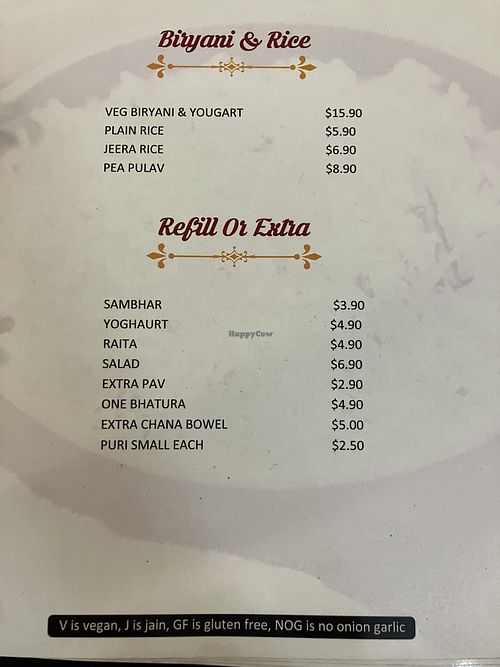 Biryani & Rice
VEG BIRYANI & YOUGART $15.90
PLAIN RICE $5.90
JEERA RICE $6.90
PEA PULAV $8.90
Refill Or Extra
SAMBHAR $3.90
YOGHAURT $4.90
RAITA $4.90
SALAD $6.90
EXTRA PAV $2.90
ONE BHATURA $4.90
EXTRA CHANA BOWEL $5.00
PURI SMALL EACH $2.50
HappyCow
V is vegan, J is jain, GF is gluten free, NOG is no onion garlic